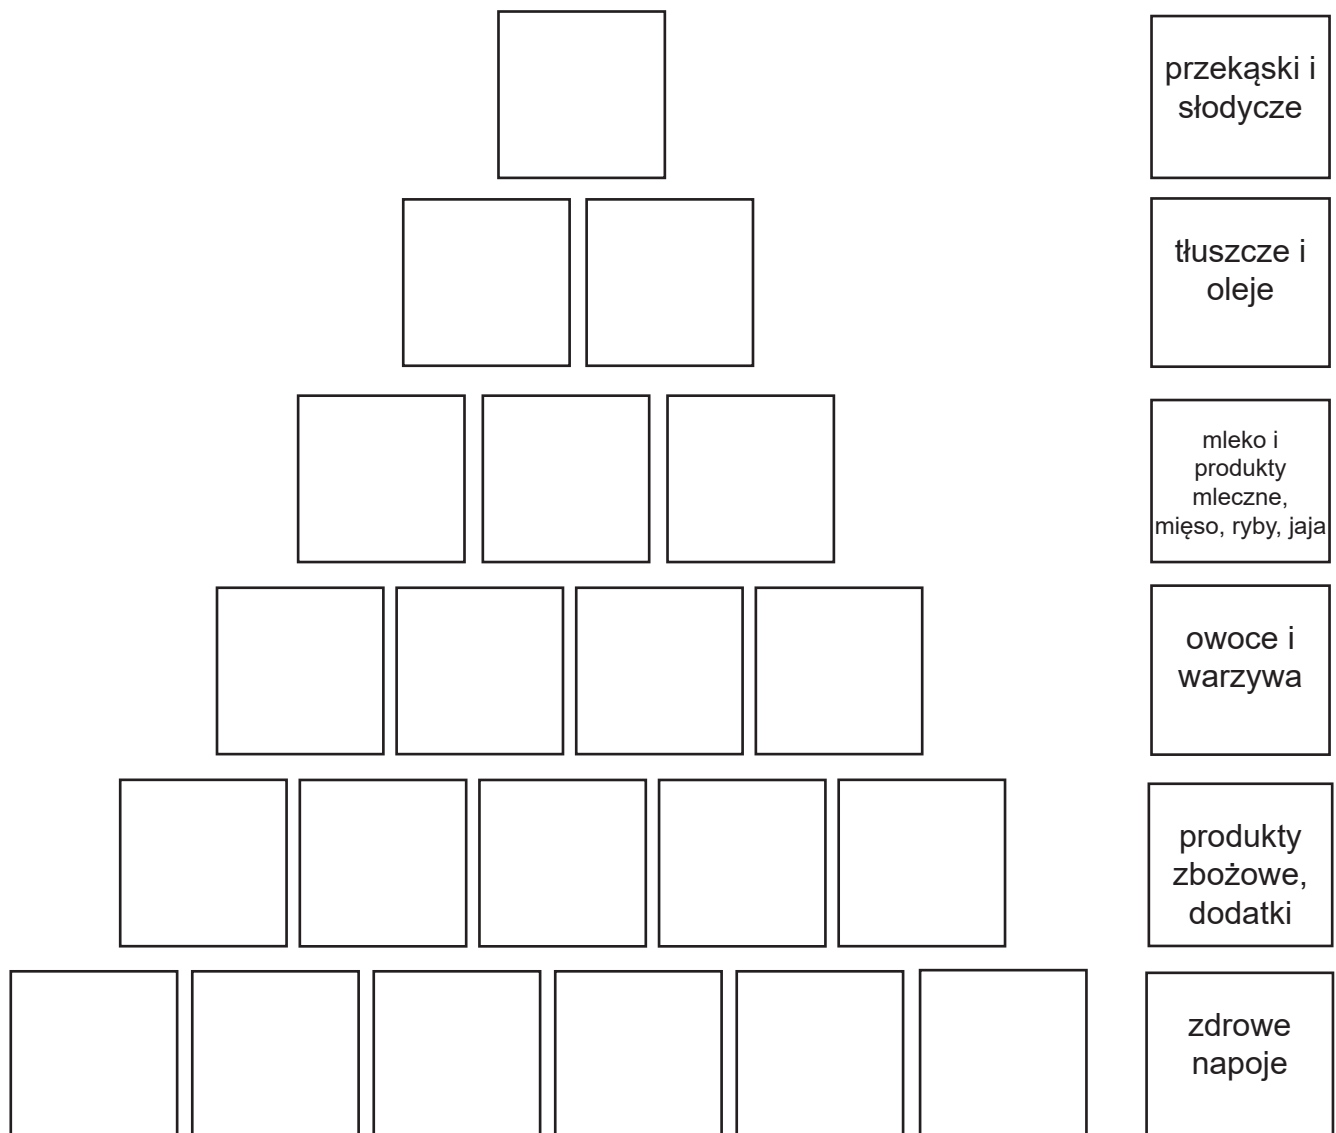 przekąski i
słodycze
tłuszcze i
oleje
mleko i
produkty
mleczne,
mięso, ryby, jaja
owoce i
warzywa
produkty
zbożowe,
dodatki
zdrowe
napoje